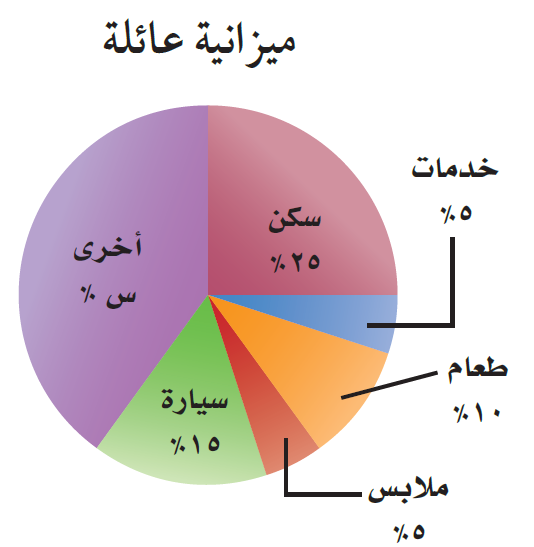 ميزانية عائلة
خدمات
٥٪
سكن
٢٥٪
أخرى
س ٪
طعام
١٠٪
سيارة
١٥٪
ملابس
٥٪